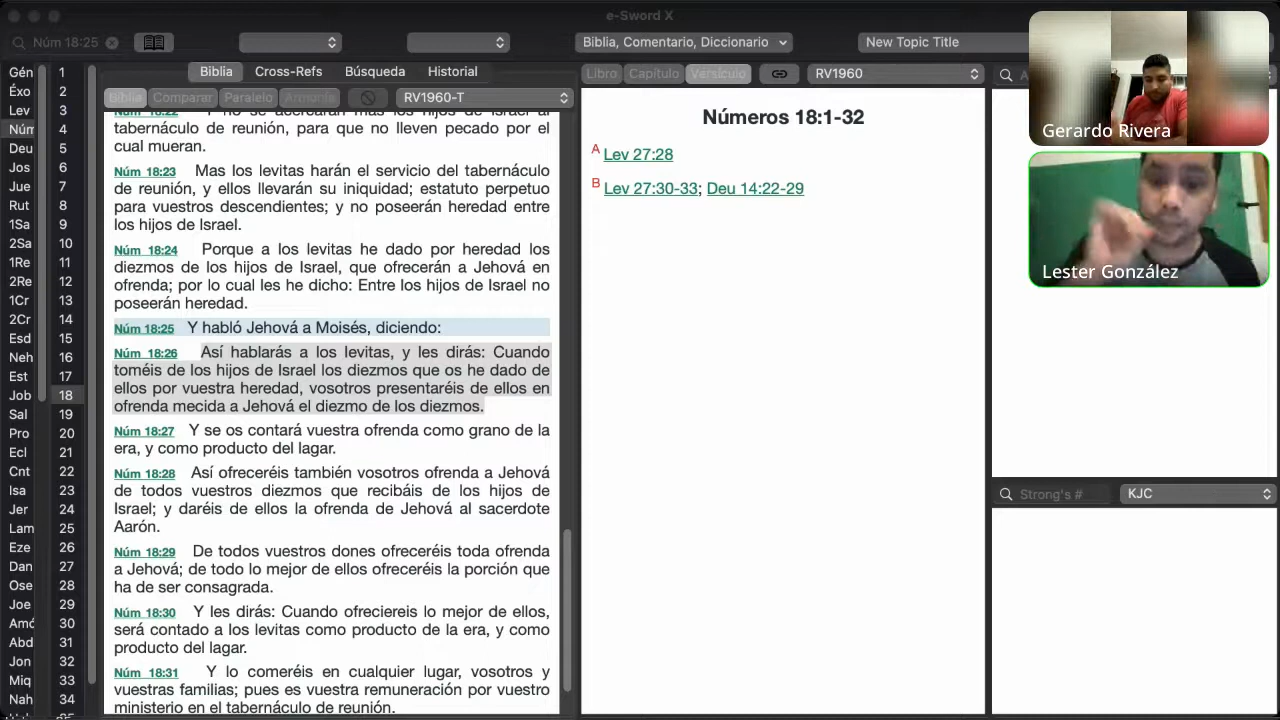 e-Sword X
Núm 18:25
Biblia, Comentario, Diccionario
New Topic Title
Biblia
Cross-Refs
Búsqueda
Historial
Libro
Capítulo
Versículo
RV1960
Biblia
Comparar
Paralelo
Armonía
RV1960-T
Gén 1
Éxo 2
Lev 3
Núm 4
Deu 5
Jos 6
Jue 7
Rut 8
1Sa 9
2Sa 10
1Re 11
2Re 12
1Cr 13
2Cr 14
Esd 15
Neh 16
Est 17
Job 18
Sal 19
Pro 20
Ecl 21
Cnt 22
Isa 23
Jer 24
Lam 25
Eze 26
Dan 27
Ose 28
Joe 29
Amó 30
Abd 31
Jon 32
Miq 33
Nah 34
tabernáculo de reunión, para que no lleven pecado por el
cual mueran.
Núm 18:23 Mas los levitas harán el servicio del tabernáculo
de reunión, y ellos llevarán su iniquidad; estatuto perpetuo
para vuestros descendientes; y no poseerán heredad entre
los hijos de Israel.
Núm 18:24 Porque a los levitas he dado por heredad los
diezmos de los hijos de Israel, que ofrecerán a Jehová en
ofrenda; por lo cual les he dicho: Entre los hijos de Israel no
poseerán heredad.
Núm 18:25 Y habló Jehová a Moisés, diciendo:
Núm 18:26 Así hablarás a los levitas, y les dirás: Cuando
toméis de los hijos de Israel los diezmos que os he dado de
ellos por vuestra heredad, vosotros presentaréis de ellos en
ofrenda mecida a Jehová el diezmo de los diezmos.
Núm 18:27 Y se os contará vuestra ofrenda como grano de la
era, y como producto del lagar.
Núm 18:28 Así ofreceréis también vosotros ofrenda a Jehová
de todos vuestros diezmos que recibáis de los hijos de
Israel; y daréis de ellos la ofrenda de Jehová al sacerdote
Aarón.
Núm 18:29 De todos vuestros dones ofreceréis toda ofrenda
a Jehová; de todo lo mejor de ellos ofreceréis la porción que
ha de ser consagrada.
Núm 18:30 Y les dirás: Cuando ofreciereis lo mejor de ellos,
será contado a los levitas como producto de la era, y como
producto del lagar.
Núm 18:31 Y lo comeréis en cualquier lugar, vosotros y
vuestras familias; pues es vuestra remuneración por vuestro
ministerio en el tabernáculo de reunión.
Números 18:1-32
A Lev 27:28
B Lev 27:30-33; Deu 14:22-29
Gerardo Rivera
Lester González
Strong's #
KJC